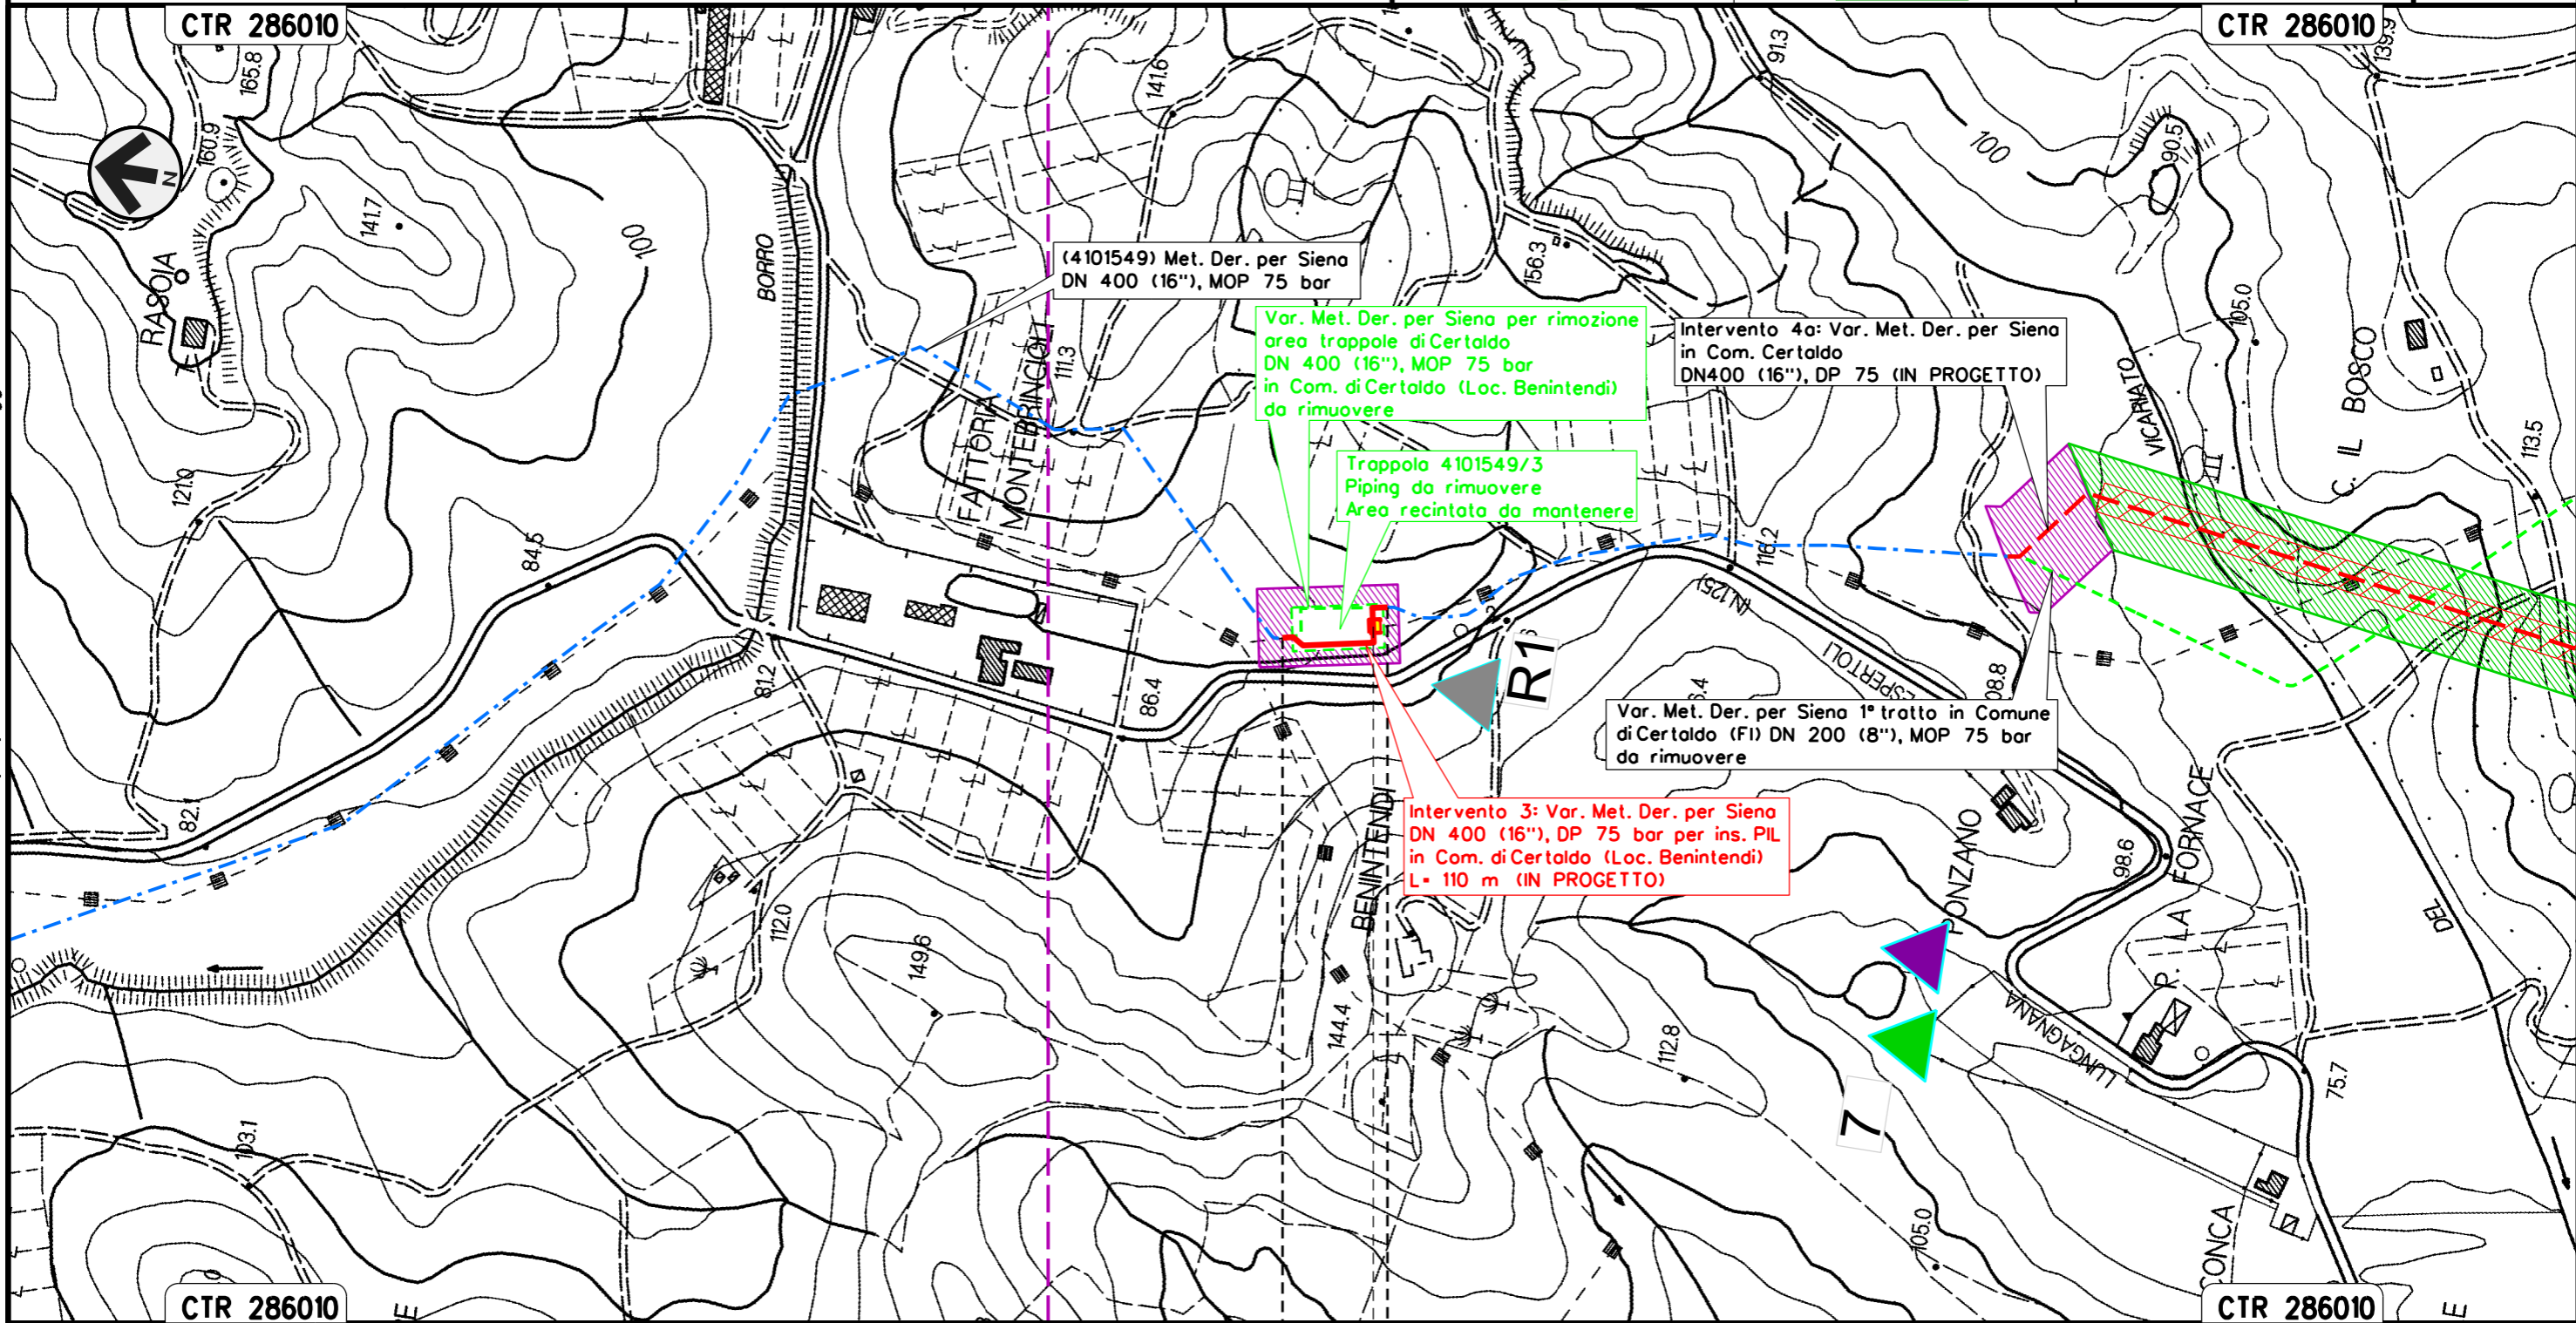 CTR 286010
CTR 286010
139.9
165.8
160.9
N
141.7
RASOIA
100
BORRO
141.6
91.3
100
90.5
156.3
105.0
(4101549) Met. Der. per Siena
DN 400 (16"), MOP 75 bar
Var. Met. Der. per Siena per rimozione
area trappole di Certaldo
DN 400 (16"), MOP 75 bar
in Com. di Certaldo (Loc. Benintendi)
da rimuovere
Trappola 4101549/3
Piping da rimuovere
Area recintata da mantenere
Intervento 4a: Var. Met. Der. per Siena
in Com. Certaldo
DN400 (16"), DP 75 (IN PROGETTO)
VICARIATO
C. IL BOSCO
113.5
FATTORIA
MONTEBRINCIOLI
111.3
121.0
84.5
116.2
(N.125)
81.2
86.4
R1
ESPERTOLI
08.8
6.4
Var. Met. Der. per Siena 1° tratto in Comune
di Certaldo (FI) DN 200 (8"), MOP 75 bar
da rimuovere
Intervento 3: Var. Met. Der. per Siena
DN 400 (16"), DP 75 bar per ins. PIL
in Com. di Certaldo (Loc. Benintendi)
L= 110 m (IN PROGETTO)
82.1
BENINTENDI
ONZANO
98.6
P. LA FORNACE
DEL
112.0
149.6
144.4
112.8
LUNGAGNANA
75.7
7
103.1
105.0
CONCA
E
E
CTR 286010
CTR 286010